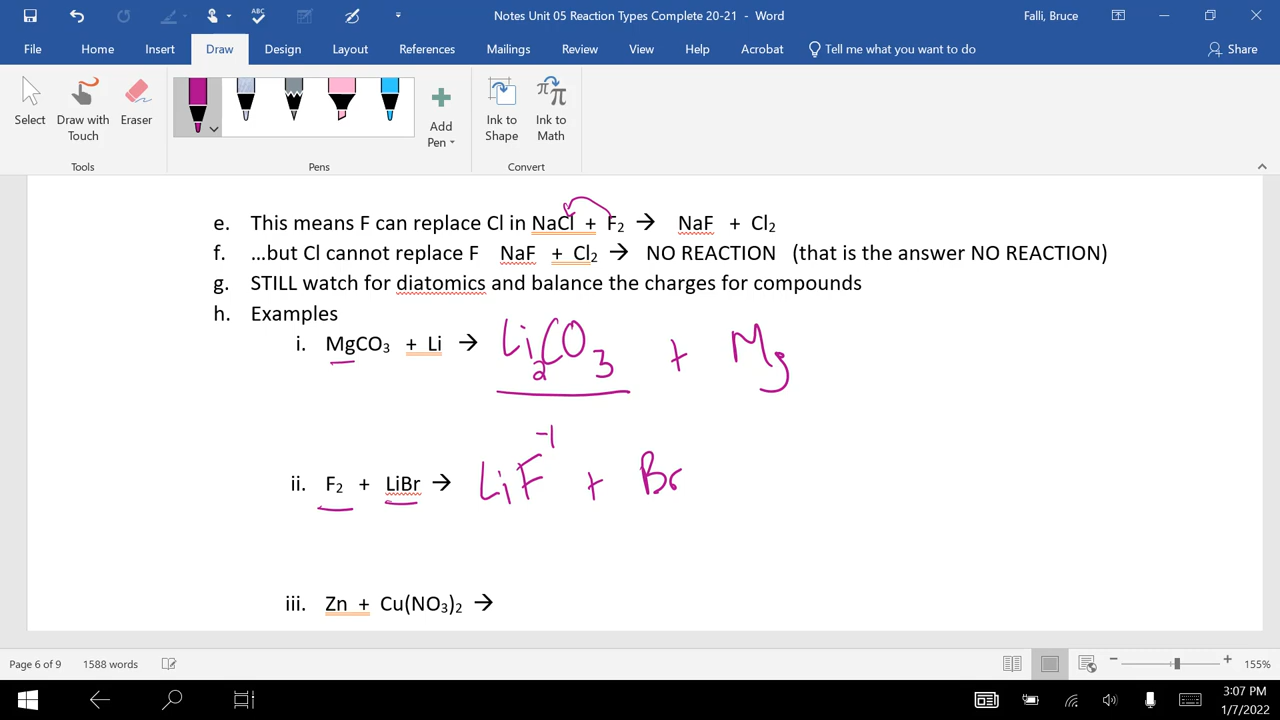 Notes Unit 05 Reaction Types Complete 20-21 - Word
Falli, Bruce
File Home Insert Draw Design Layout References Mailings Review View Help Acrobat Tell me what you want to do Share
Select Draw with Touch Eraser
Add Pen
Ink to Shape Ink to Math
Tools Pens Convert
e. This means F can replace Cl in NaCl + F₂ → NaF + Cl₂
f. …but Cl cannot replace F NaF + Cl₂ → NO REACTION (that is the answer NO REACTION)
g. STILL watch for diatomics and balance the charges for compounds
h. Examples
i. MgCO₃ + Li → Li₂CO₃ + Mg
-1
ii. F₂ + LiBr → LiF + Br
iii. Zn + Cu(NO₃)₂ →
Page 6 of 9 1588 words 155%
3:07 PM
1/7/2022